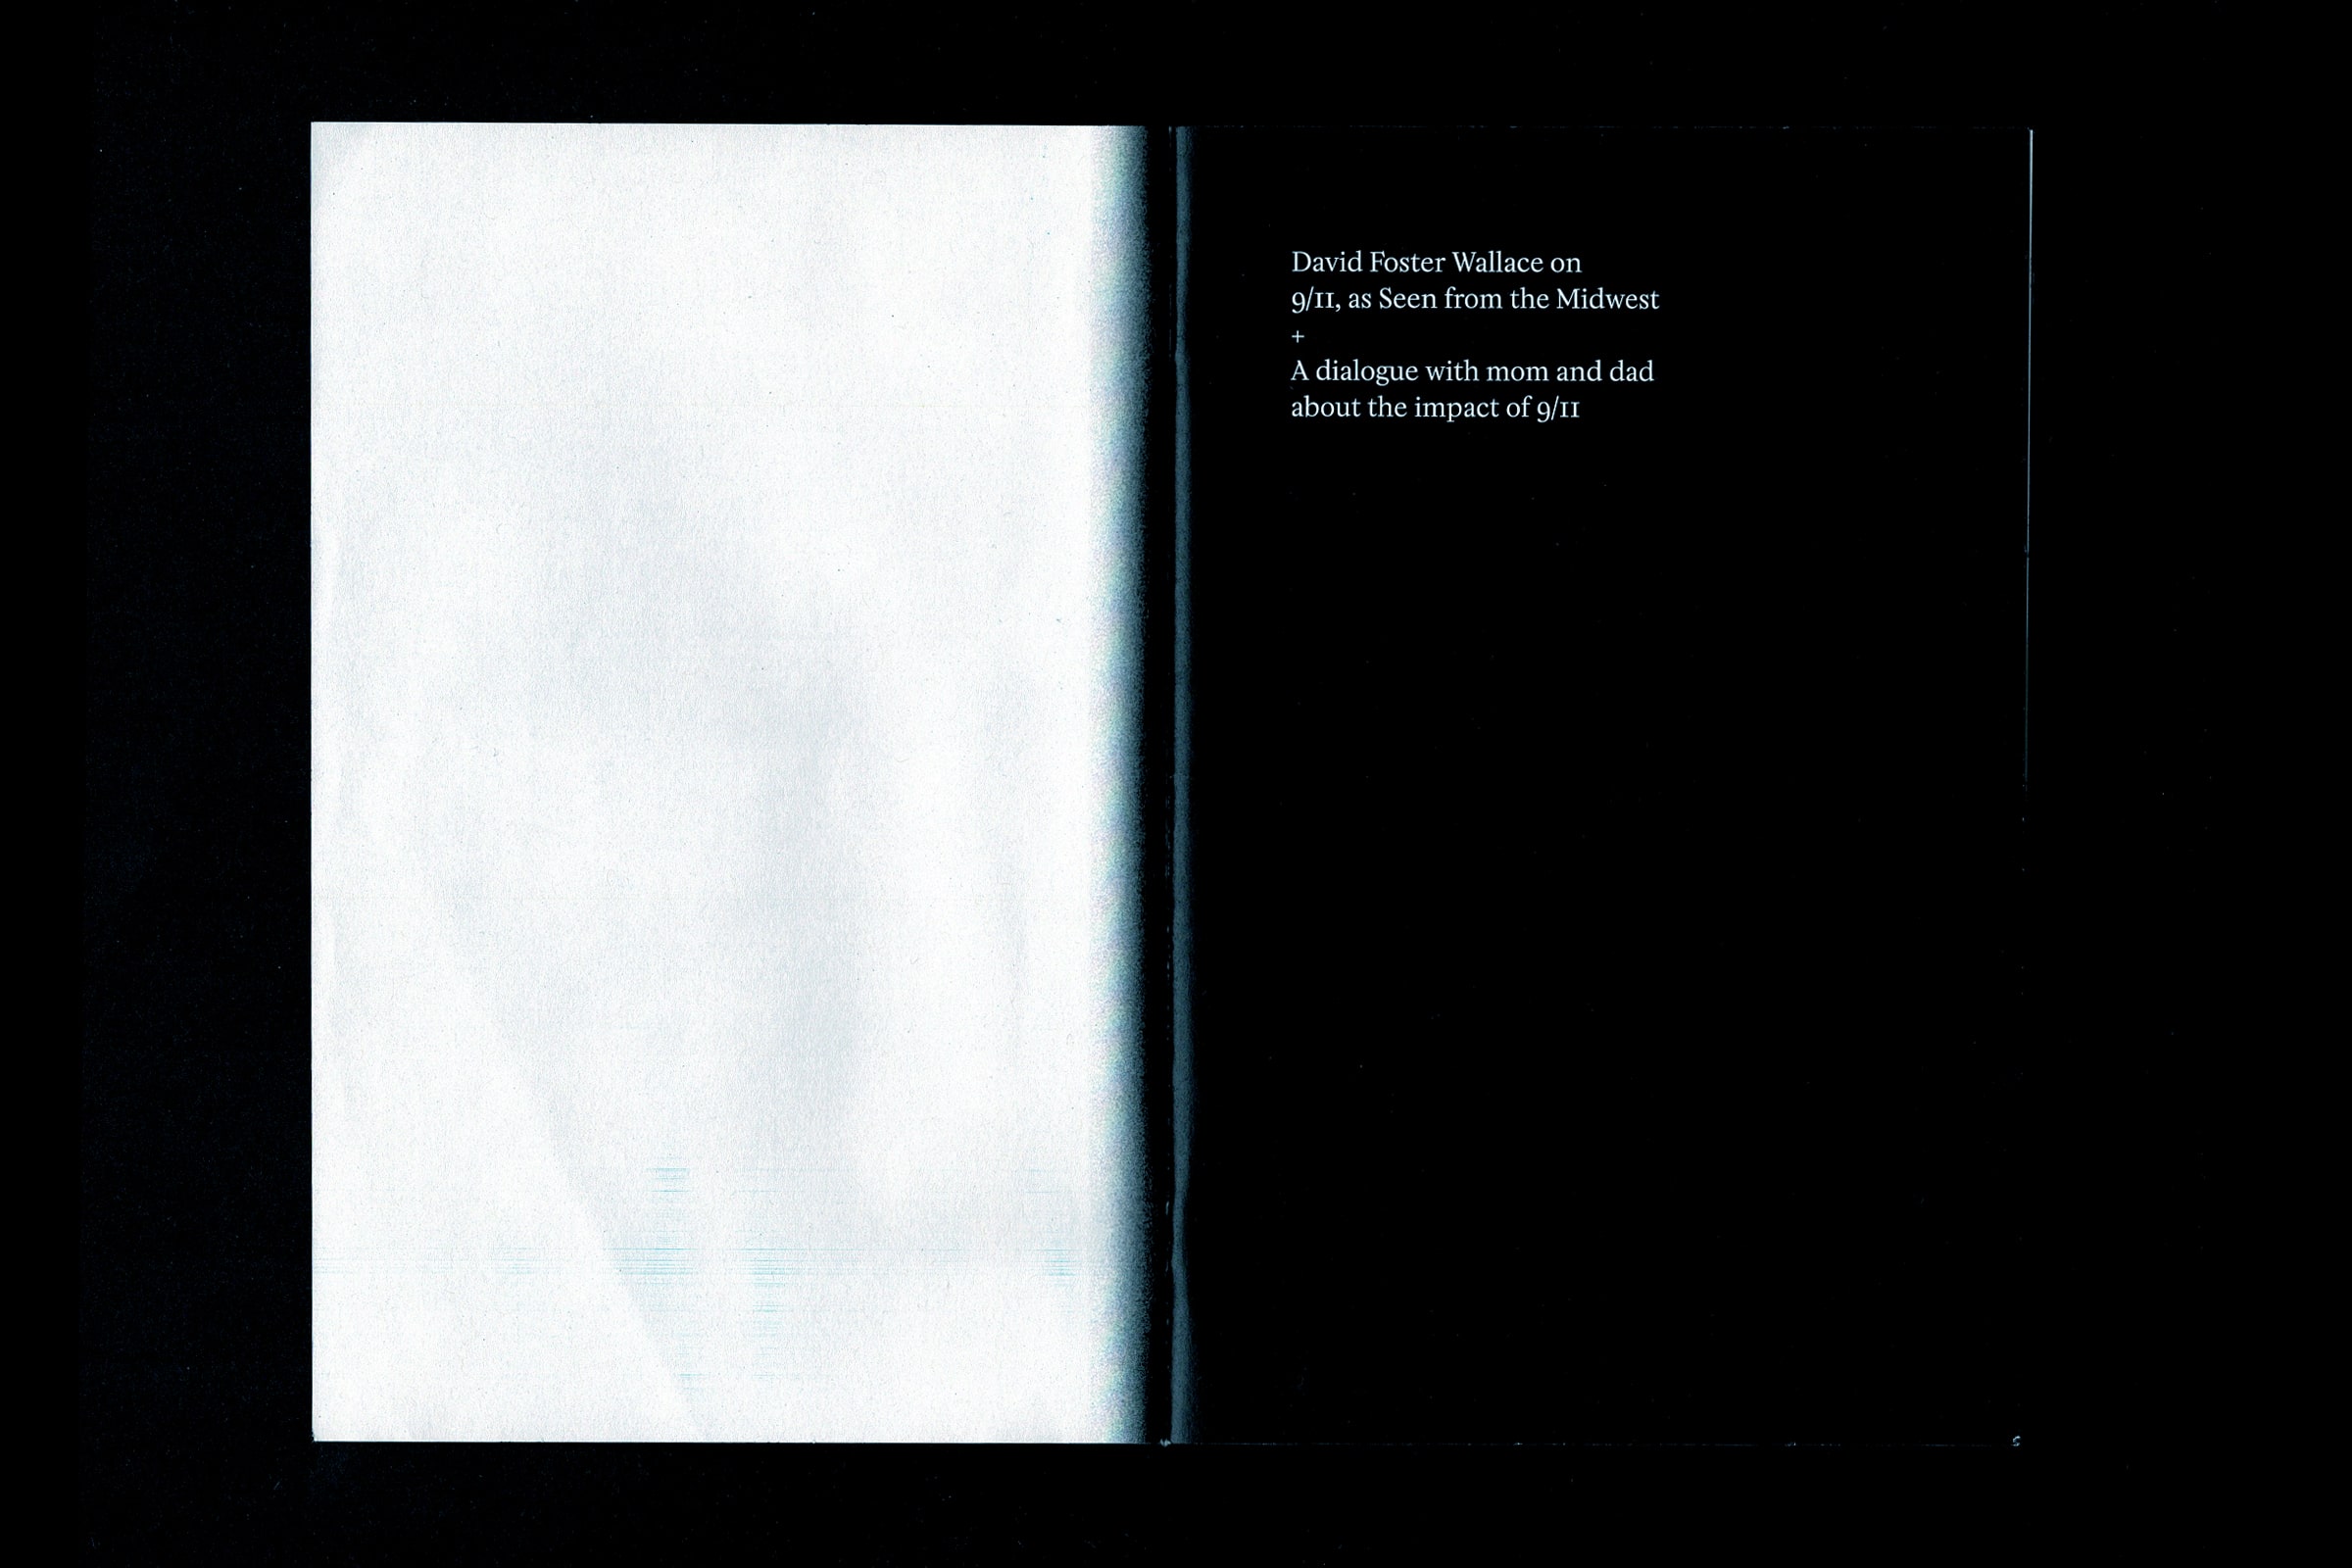 David Foster Wallace on
9/11, as Seen from the Midwest
+
A dialogue with mom and dad
about the impact of 9/11